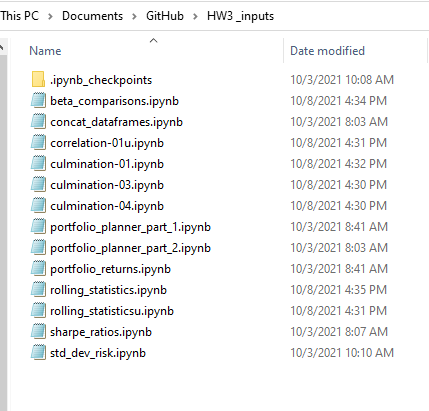 This PC > Documents > GitHub > HW3 _inputs
Name Date modified
.ipynb_checkpoints 10/3/2021 10:08 AM
beta_comparisons.ipynb 10/8/2021 4:34 PM
concat_dataframes.ipynb 10/3/2021 8:03 AM
correlation-01u.ipynb 10/8/2021 4:31 PM
culmination-01.ipynb 10/8/2021 4:32 PM
culmination-03.ipynb 10/8/2021 4:30 PM
culmination-04.ipynb 10/8/2021 4:30 PM
portfolio_planner_part_1.ipynb 10/3/2021 8:41 AM
portfolio_planner_part_2.ipynb 10/3/2021 8:03 AM
portfolio_returns.ipynb 10/3/2021 8:41 AM
rolling_statistics.ipynb 10/8/2021 4:35 PM
rolling_statisticsu.ipynb 10/8/2021 4:31 PM
sharpe_ratios.ipynb 10/3/2021 8:07 AM
std_dev_risk.ipynb 10/3/2021 10:10 AM